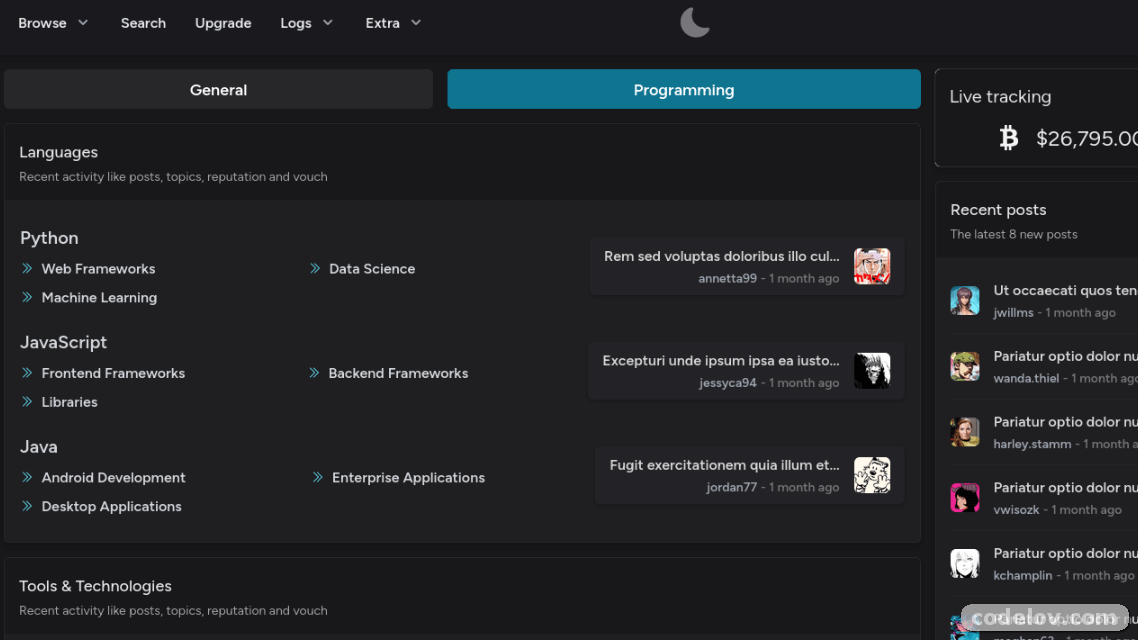 Browse Search Upgrade Logs Extra
General Programming
Live tracking
$26,795.00
Languages
Recent activity like posts, topics, reputation and vouch
Recent posts
The latest 8 new posts
Python
Web Frameworks Data Science
Machine Learning
Rem sed voluptas doloribus illo cul...
annetta99 - 1 month ago
JavaScript
Frontend Frameworks Backend Frameworks
Libraries
Excepturi unde ipsum ipsa ea iusto...
jessyca94 - 1 month ago
Java
Android Development Enterprise Applications
Desktop Applications
Fugit exercitationem quia illum et...
jordan77 - 1 month ago
Tools & Technologies
Recent activity like posts, topics, reputation and vouch
Ut occaecati quos ten
jwillms - 1 month ago
Pariatur optio dolor nu
wanda.thiel - 1 month ago
Pariatur optio dolor nu
harley.stamm - 1 month a
Pariatur optio dolor nu
vwisozk - 1 month ago
Pariatur optio dolor nu
kchamplin - 1 month ago
codelov.com